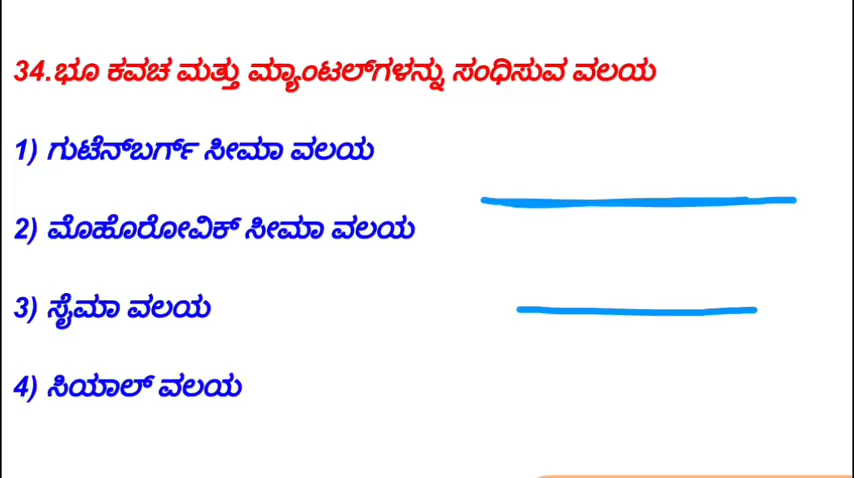 34.ಭೂ ಕವಚ ಮತ್ತು ಮ್ಯಾಂಟಲ್‌ಗಳನ್ನು ಸಂಧಿಸುವ ವಲಯ
1) ಗುಟೆನ್‌ಬರ್ಗ್ ಸೀಮಾ ವಲಯ
2) ಮೊಹೊರೋವಿಕ್ ಸೀಮಾ ವಲಯ
3) ಸೈಮಾ ವಲಯ
4) ಸಿಯಾಲ್ ವಲಯ